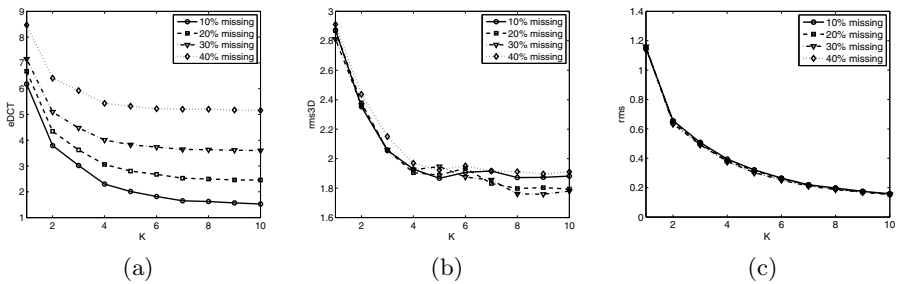 9
8
7
6
5
4
3
2
1
eDCT
2
4
6
8
10
K
10% missing
20% missing
30% missing
40% missing
(a)
3
2.8
2.6
2.4
2.2
2
1.8
1.6
rms3D
2
4
6
8
10
K
10% missing
20% missing
30% missing
40% missing
(b)
1.4
1.2
1
0.8
0.6
0.4
0.2
0
rms
2
4
6
8
10
K
10% missing
20% missing
30% missing
40% missing
(c)